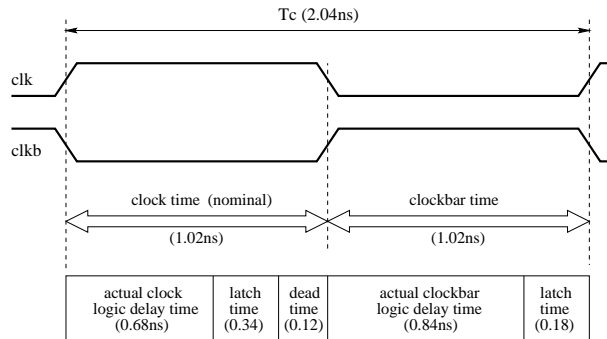 Tc (2.04ns)
clk
clkb
clock time (nominal)
clockbar time
(1.02ns)
(1.02ns)
actual clock
logic delay time
(0.68ns)
latch
time
(0.34)
dead
time
(0.12)
actual clockbar
logic delay time
(0.84ns)
latch
time
(0.18)